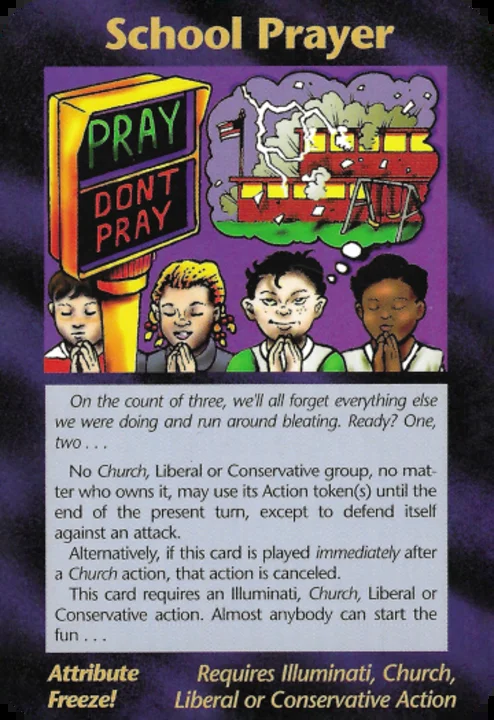 School Prayer
PRAY
DONT
PRAY
On the count of three, we'll all forget everything else
we were doing and run around bleating. Ready? One,
two . . .
No Church, Liberal or Conservative group, no mat-
ter who owns it, may use its Action token(s) until the
end of the present turn, except to defend itself
against an attack.
Alternatively, if this card is played immediately after
a Church action, that action is canceled.
This card requires an Illuminati, Church, Liberal or
Conservative action. Almost anybody can start the
fun . . .
Attribute
Freeze!
Requires Illuminati, Church,
Liberal or Conservative Action